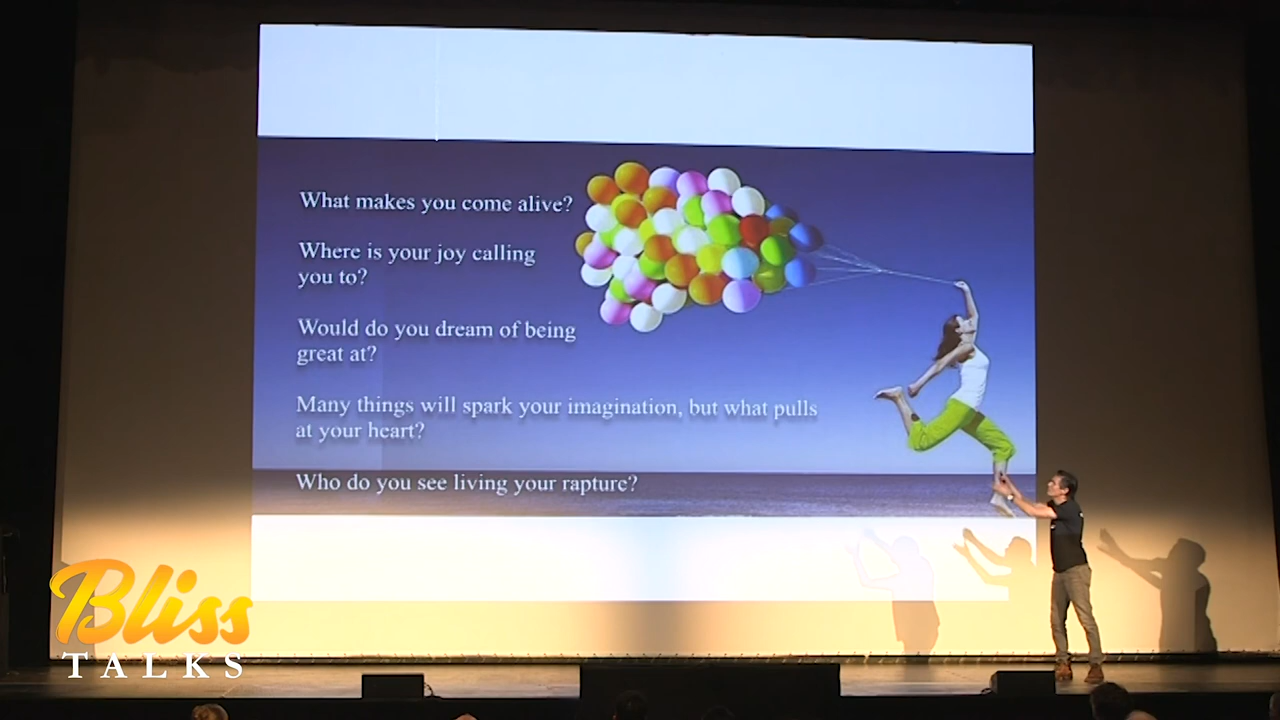 What makes you come alive?
Where is your joy calling
you to?
Would do you dream of being
great at?
Many things will spark your imagination, but what pulls
at your heart?
Who do you see living your rapture?
Bliss
TALKS